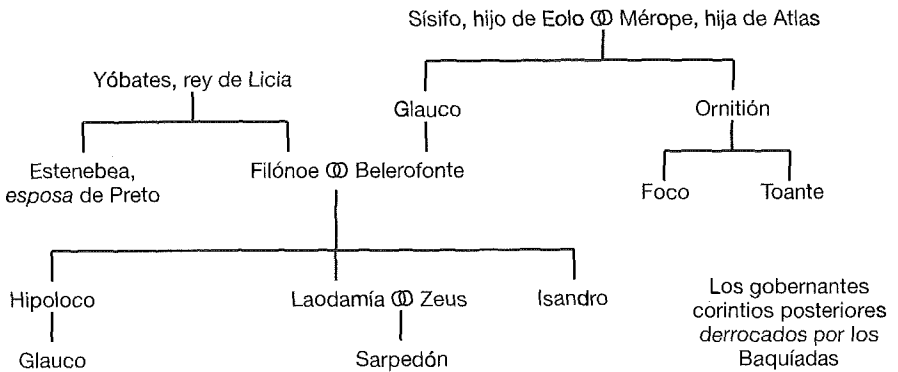 Sísifo, hijo de Eolo ⚭ Mérope, hija de Atlas
Yóbates, rey de Licia
Glauco
Ornitión
Estenebea,
esposa de Preto
Filónoe ⚭ Belerofonte
Foco
Toante
Hipoloco
Laodamía ⚭ Zeus
Isandro
Los gobernantes
corintios posteriores
derrocados por los
Baquíadas
Glauco
Sarpedón